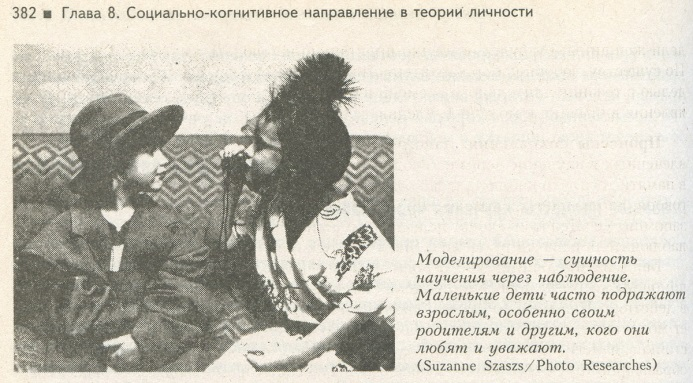 382 ■ Глава 8. Социально-когнитивное направление в теории личности
Моделирование — сущность
научения через наблюдение.
Маленькие дети часто подражают
взрослым, особенно своим
родителям и другим, кого они
любят и уважают.
(Suzanne Szasz/Photo Researches)